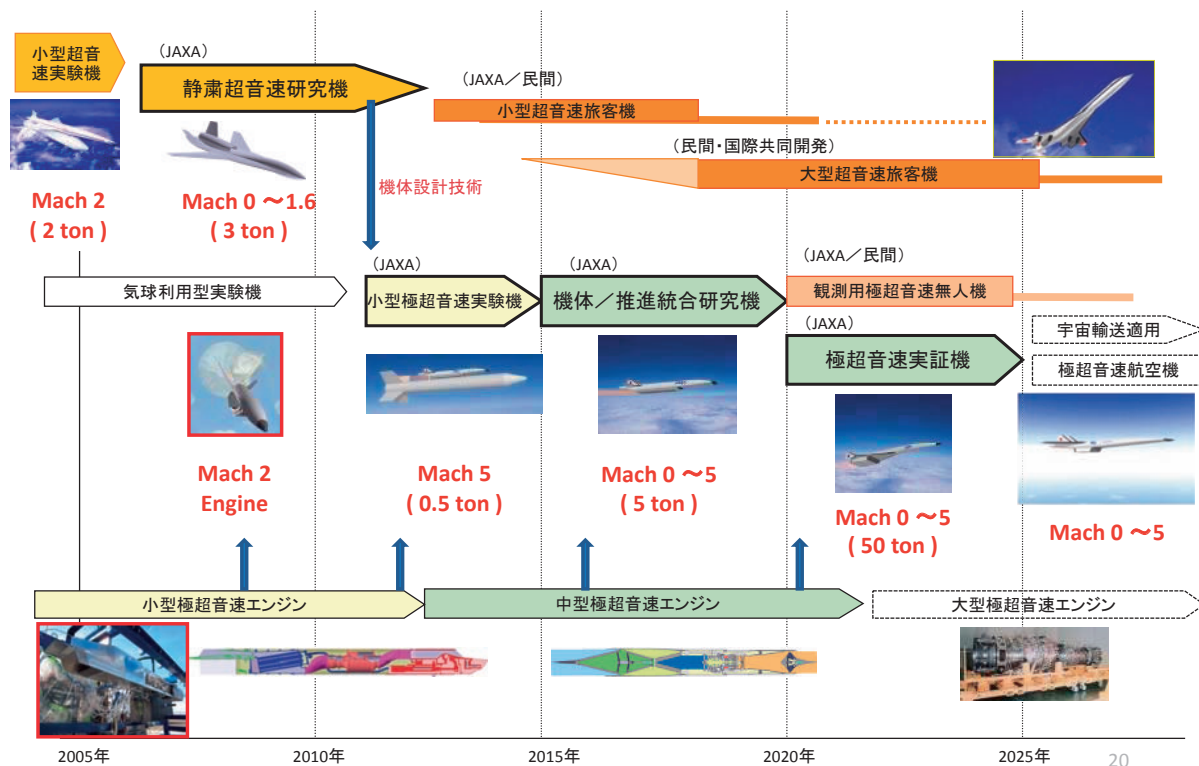 小型超音
速実験機
（JAXA）
静粛超音速研究機
（JAXA／民間）
小型超音速旅客機
（民間・国際共同開発）
大型超音速旅客機
機体設計技術
Mach 2
( 2 ton )
Mach 0 ～1.6
( 3 ton )
気球利用型実験機
（JAXA）
小型極超音速実験機
（JAXA）
機体／推進統合研究機
（JAXA／民間）
観測用極超音速無人機
（JAXA）
極超音速実証機
宇宙輸送適用
極超音速航空機
Mach 2
Engine
Mach 5
( 0.5 ton )
Mach 0 ～5
( 5 ton )
Mach 0 ～5
( 50 ton )
Mach 0 ～5
小型極超音速エンジン
中型極超音速エンジン
大型極超音速エンジン
2005年
2010年
2015年
2020年
2025年
20